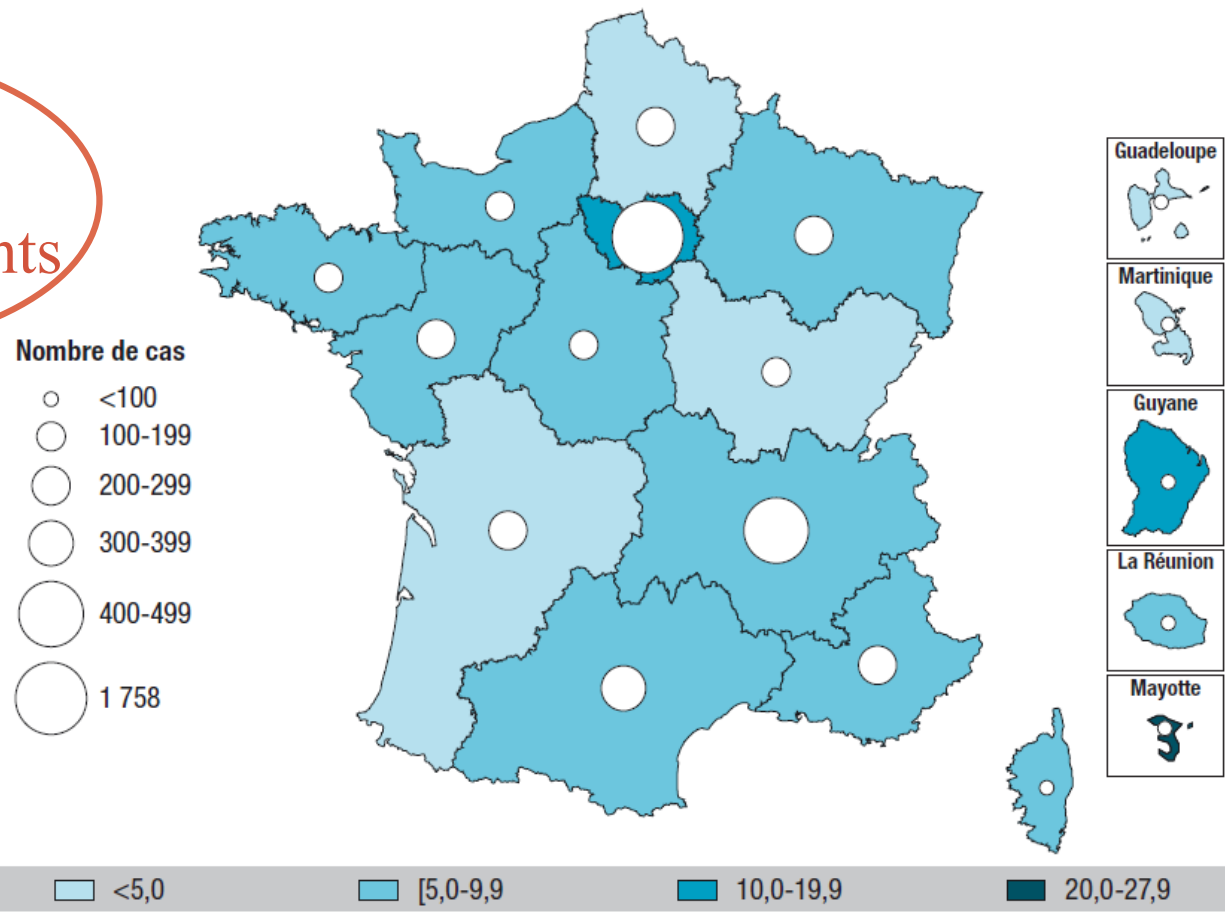 Nombre de cas
<100
100-199
200-299
300-399
400-499
1 758
Guadeloupe
Martinique
Guyane
La Réunion
Mayotte
<5,0
[5,0-9,9
10,0-19,9
20,0-27,9